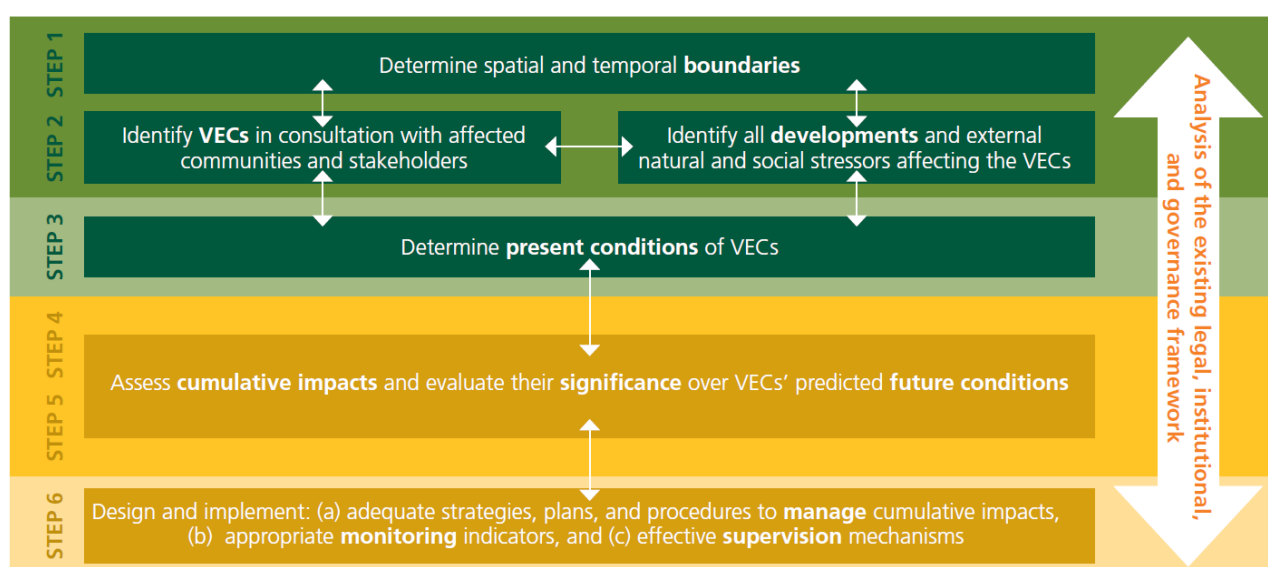 STEP 1
Determine spatial and temporal boundaries
STEP 2
Identify VECs in consultation with affected
communities and stakeholders
Identify all developments and external
natural and social stressors affecting the VECs
STEP 3
Determine present conditions of VECs
STEP 4
STEP 5
Assess cumulative impacts and evaluate their significance over VECs’ predicted future conditions
STEP 6
Design and implement: (a) adequate strategies, plans, and procedures to manage cumulative impacts,
(b) appropriate monitoring indicators, and (c) effective supervision mechanisms
Analysis of the existing legal, institutional,
and governance framework